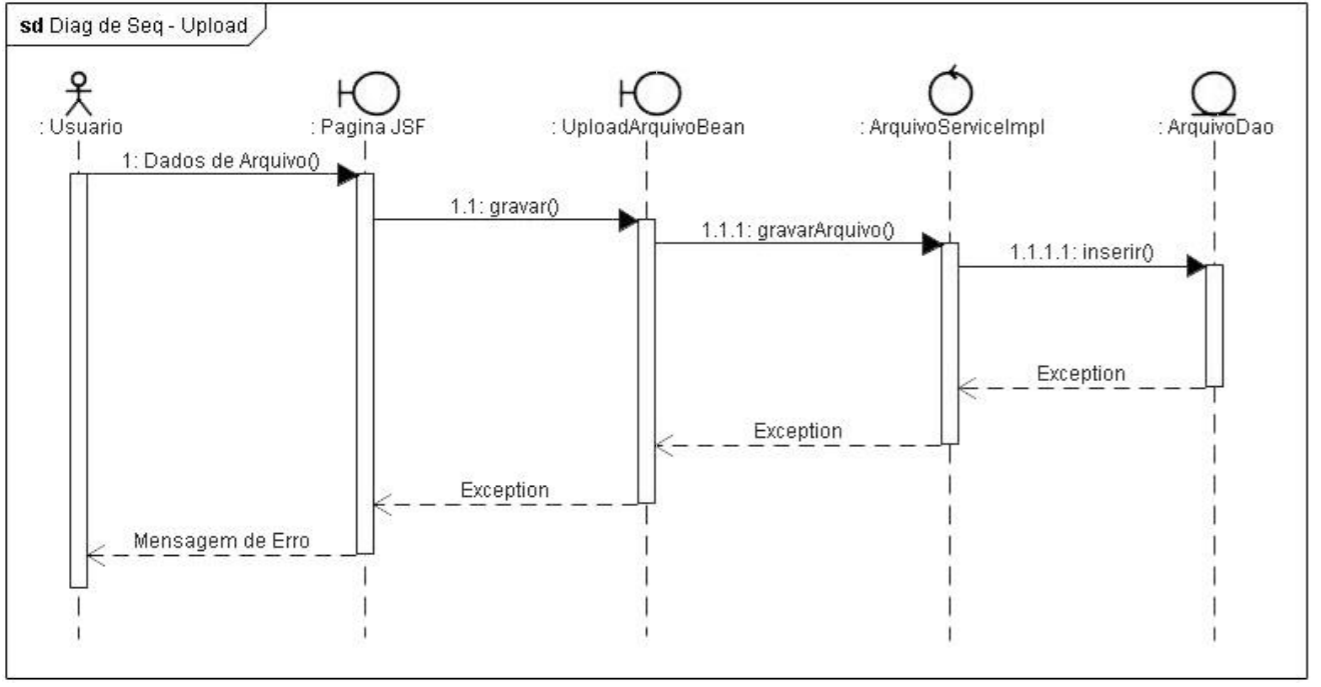 sd Diag de Seq - Upload
: Usuario
: Pagina JSF
: UploadArquivoBean
: ArquivoServiceImpl
: ArquivoDao
1: Dados de Arquivo()
1.1: gravar()
1.1.1: gravarArquivo()
1.1.1.1: inserir()
Exception
Exception
Exception
Mensagem de Erro